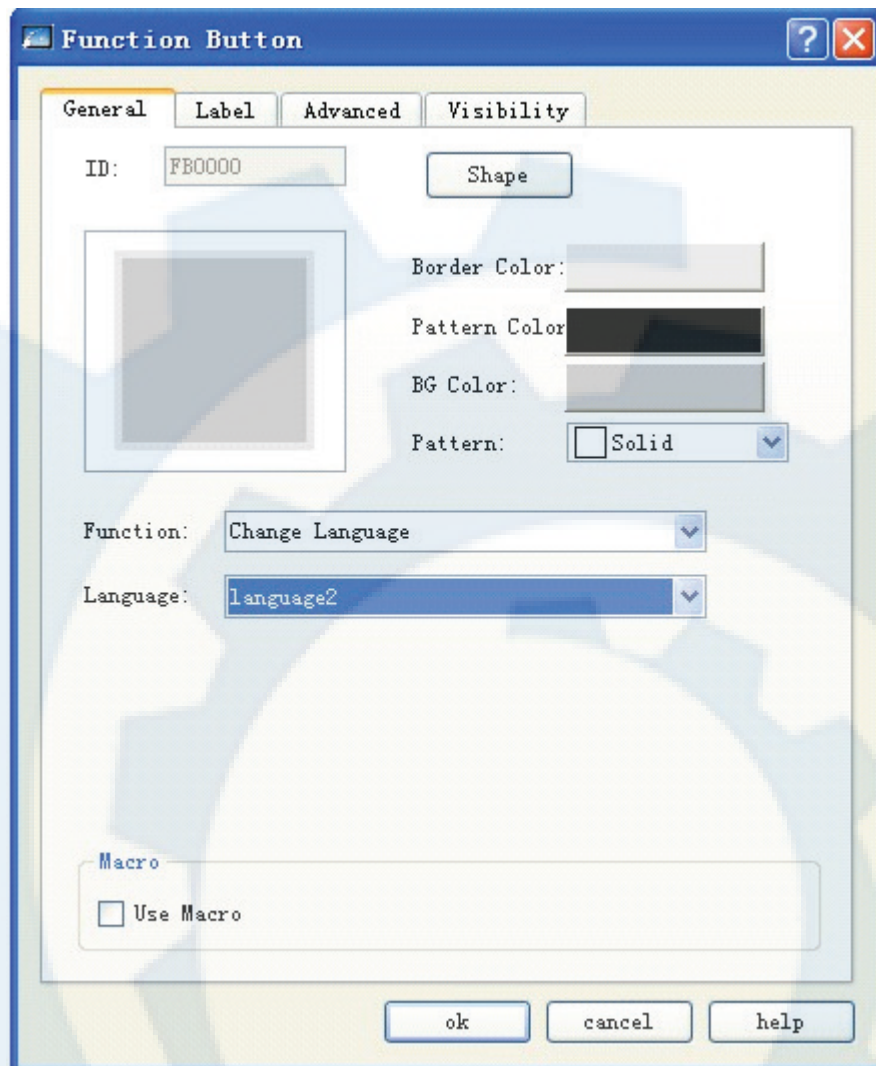 Function Button
General Label Advanced Visibility
ID: FB0000 Shape
Border Color:
Pattern Color
BG Color:
Pattern: Solid
Function: Change Language
Language: language2
Macro
Use Macro
ok cancel help